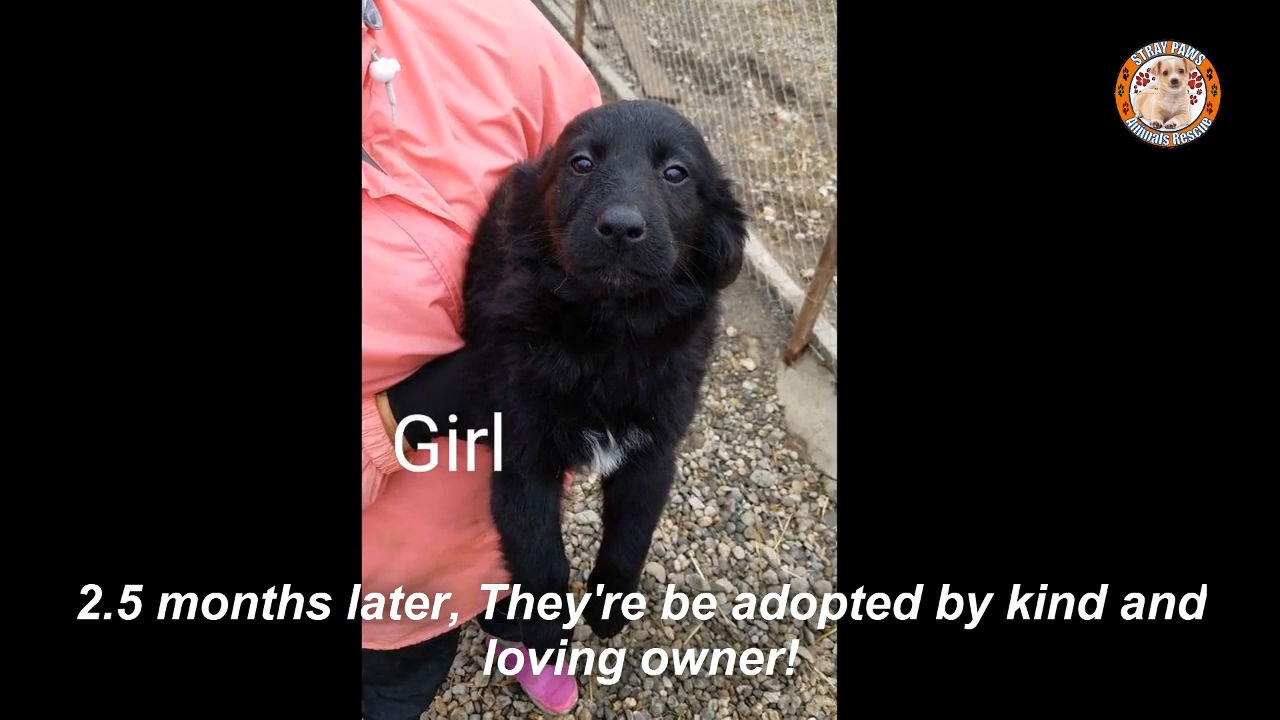 STRAY PAWS
Animals Rescue
Girl
2.5 months later, They're be adopted by kind and
loving owner!